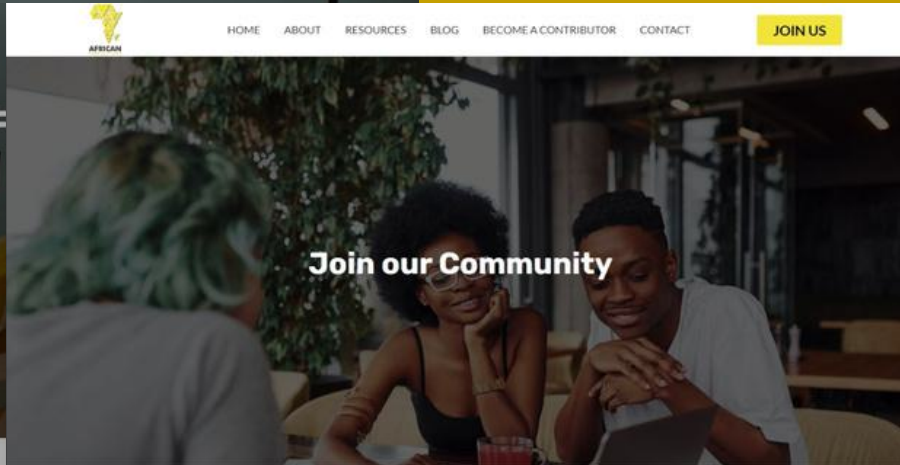 AFRICAN
HOME ABOUT RESOURCES BLOG BECOME A CONTRIBUTOR CONTACT
JOIN US
Join our Community